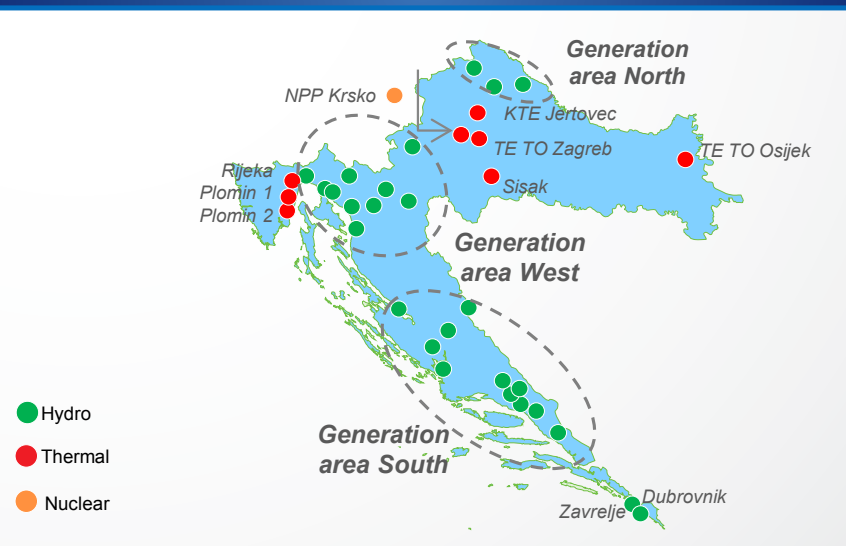 Generation
area North
NPP Krsko
KTE Jertovec
TE TO Zagreb
TE TO Osijek
Rijeka
Plomin 1
Plomin 2
Sisak
Generation
area West
Hydro
Thermal
Nuclear
Generation
area South
Dubrovnik
Zavrelje